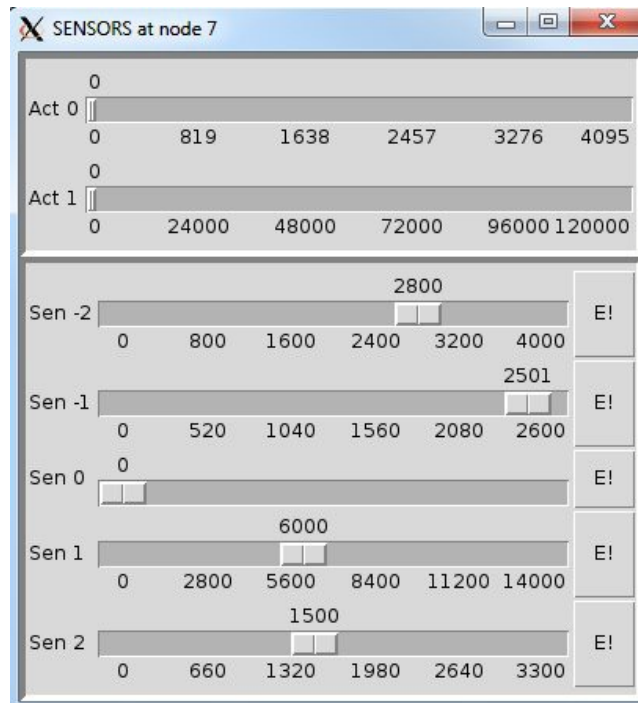 SENSORS at node 7
0
Act 0
0 819 1638 2457 3276 4095
0
Act 1
0 24000 48000 72000 96000 120000
2800
Sen -2 E!
0 800 1600 2400 3200 4000
2501
Sen -1 E!
0 520 1040 1560 2080 2600
0
Sen 0 E!
6000
Sen 1 E!
0 2800 5600 8400 11200 14000
1500
Sen 2 E!
0 660 1320 1980 2640 3300